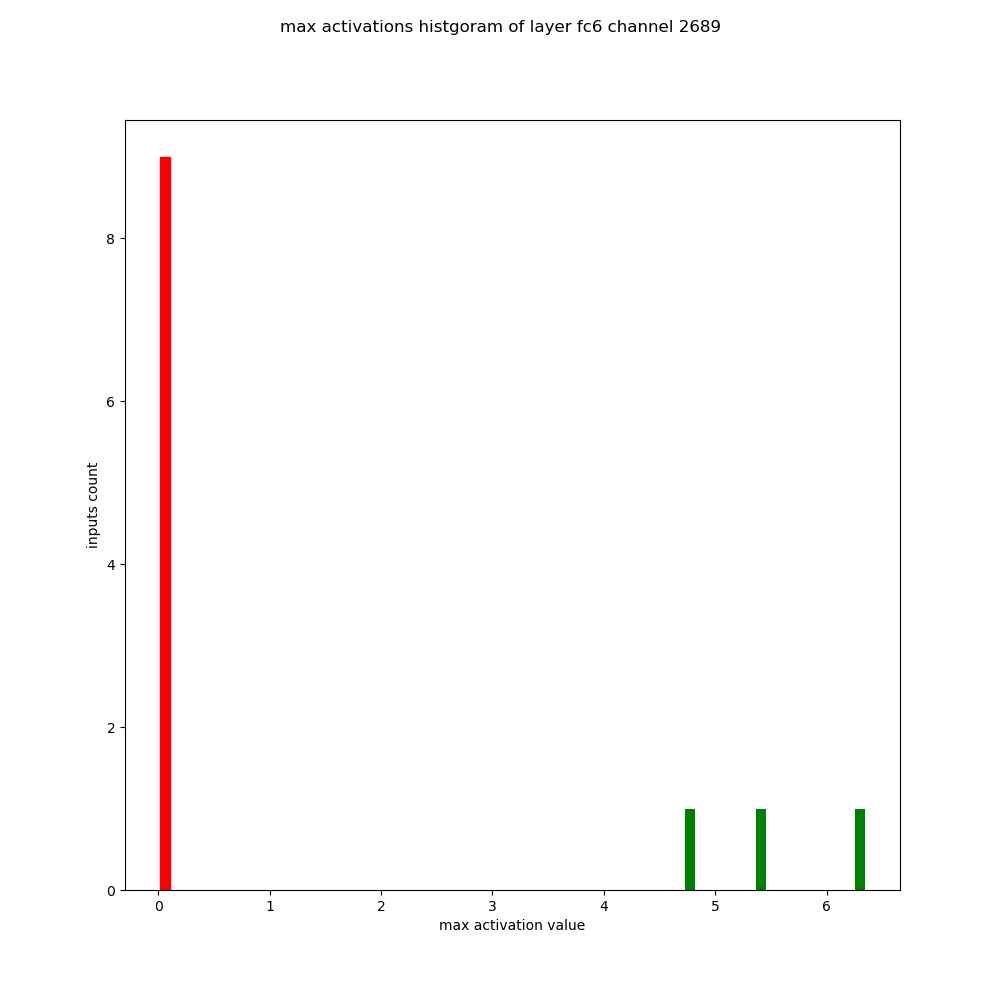 max activations histgoram of layer fc6 channel 2689
8
6
4
2
0
inputs count
0 1 2 3 4 5 6
max activation value